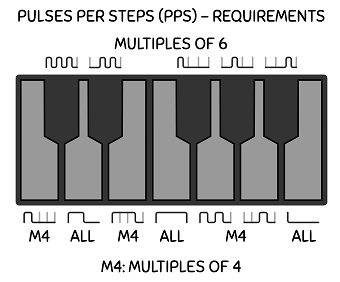 PULSES PER STEPS (PPS) – REQUIREMENTS
MULTIPLES OF 6
M4 ALL M4 ALL M4 ALL
M4: MULTIPLES OF 4